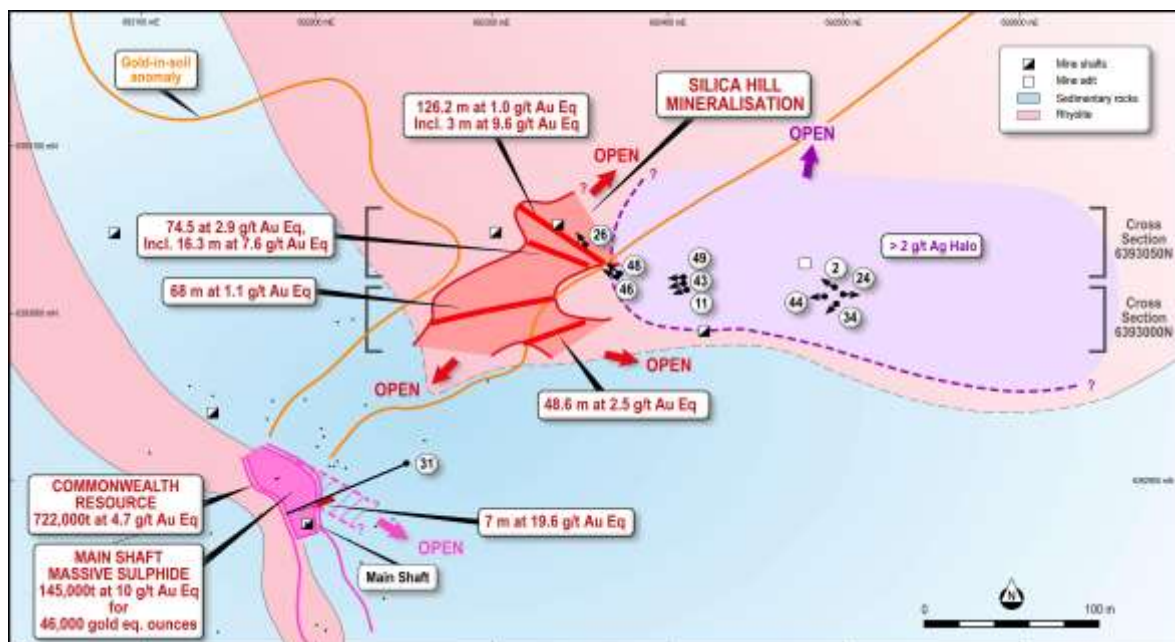 Gold-in-soil
anomaly
126.2 m at 1.0 g/t Au Eq
Incl. 3 m at 9.6 g/t Au Eq
SILICA HILL
MINERALISATION
Mine shafts
Mine adit
Sedimentary rocks
Rhyolite
OPEN
OPEN
74.5 at 2.9 g/t Au Eq,
Incl. 16.3 m at 7.6 g/t Au Eq
?
26
48
46
49
43
11
> 2 g/t Ag Halo
2
24
44
34
Cross
Section
6393050N
68 m at 1.1 g/t Au Eq
Cross
Section
6393000N
OPEN
OPEN
?
48.6 m at 2.5 g/t Au Eq
31
COMMONWEALTH
RESOURCE
722,000t at 4.7 g/t Au Eq
7 m at 19.6 g/t Au Eq
?
OPEN
MAIN SHAFT
MASSIVE SULPHIDE
145,000t at 10 g/t Au Eq
for
46,000 gold eq. ounces
Main Shaft
N
0
100 m